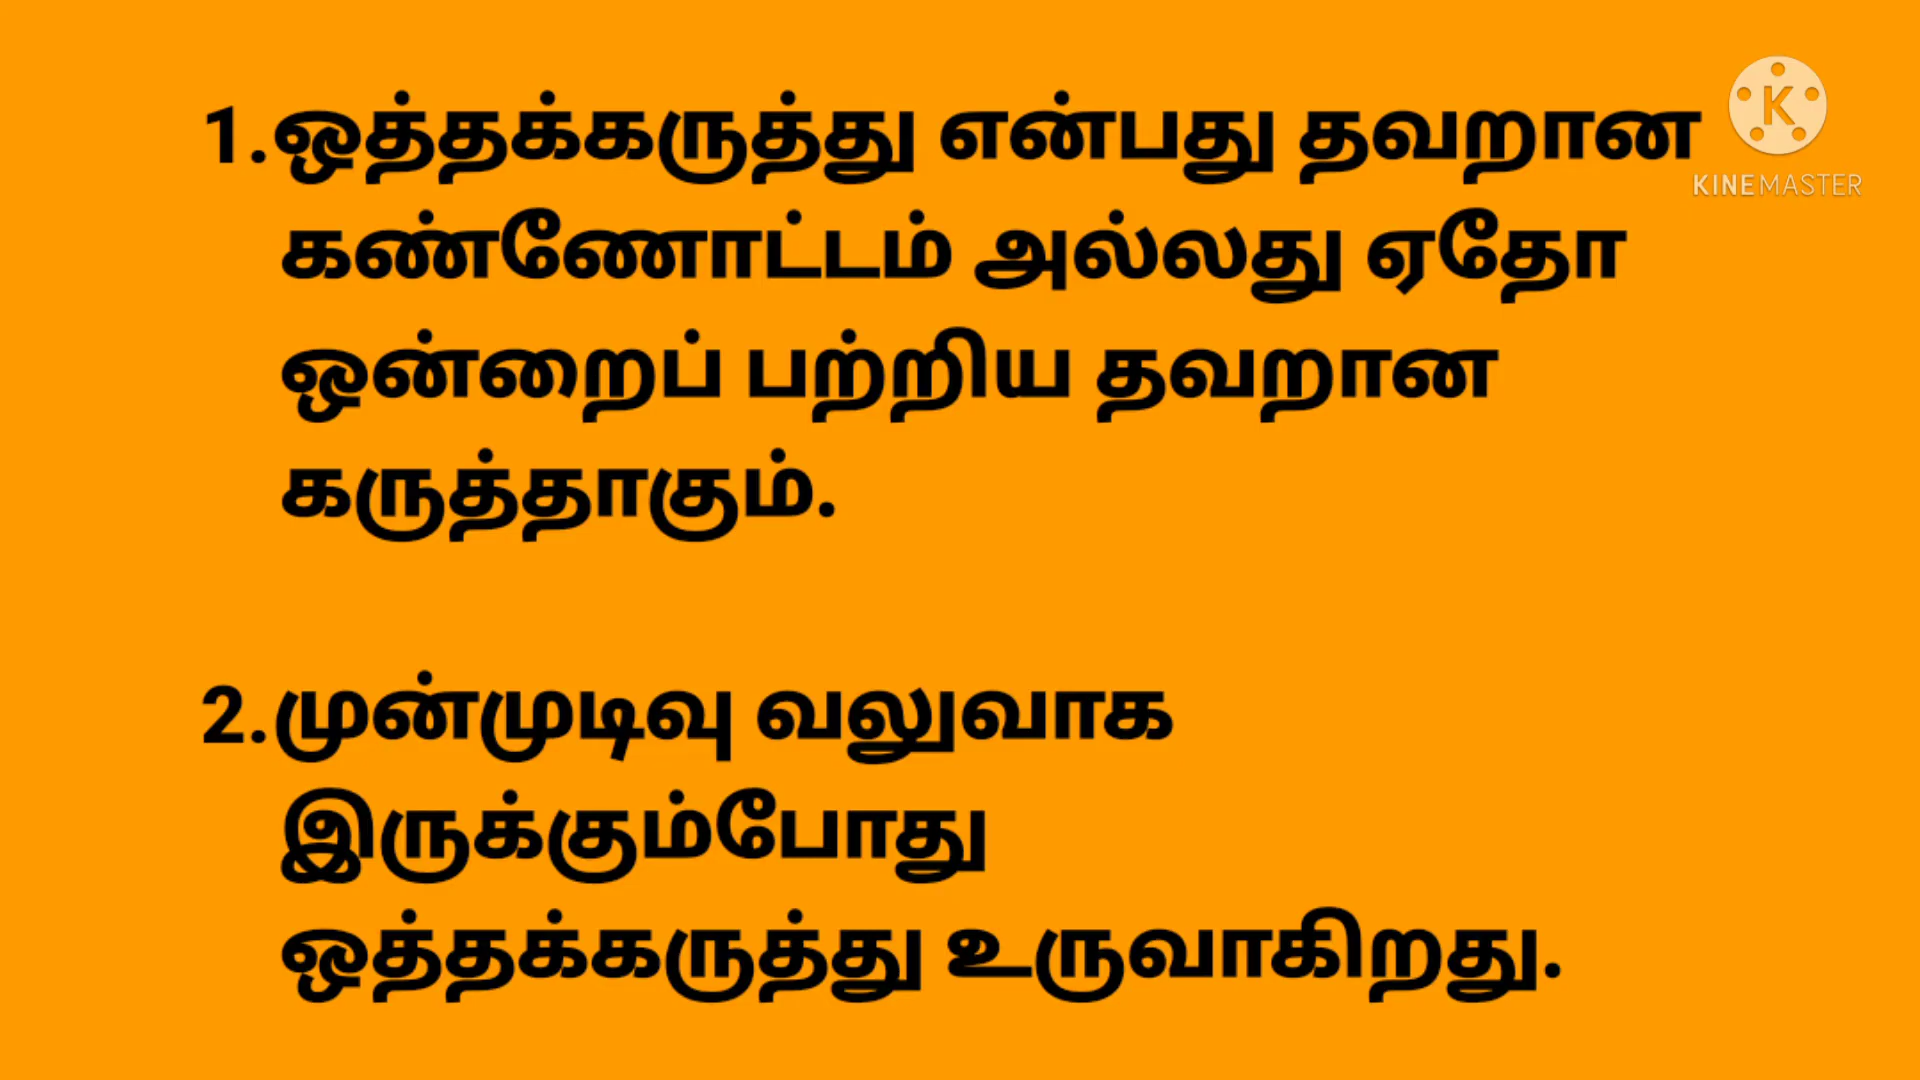 1.ஒத்தக்கருத்து என்பது தவறான
கண்ணோட்டம் அல்லது ஏதோ
ஒன்றைப் பற்றிய தவறான
கருத்தாகும்.
2.முன்முடிவு வலுவாக
இருக்கும்போது
ஒத்தக்கருத்து உருவாகிறது.
K
KINEMASTER